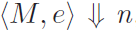 ⟨M, e⟩ ⇓ n